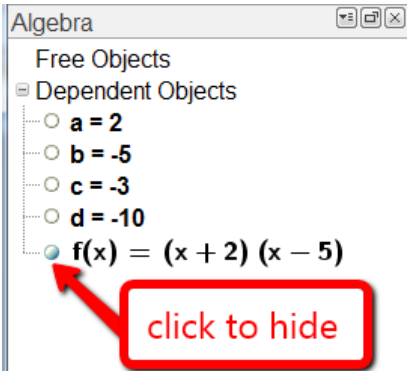 Algebra
Free Objects
Dependent Objects
a = 2
b = -5
c = -3
d = -10
f(x) = (x + 2) (x − 5)
click to hide